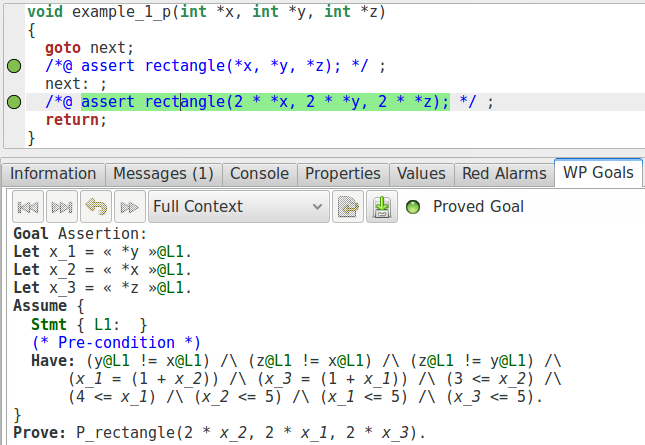 void example_1_p(int *x, int *y, int *z)
{
goto next;
/*@ assert rectangle(*x, *y, *z); */ ;
next: ;
/*@ assert rectangle(2 * *x, 2 * *y, 2 * *z); */ ;
return;
}
Information Messages (1) Console Properties Values Red Alarms WP Goals
Full Context Proved Goal
Goal Assertion:
Let x_1 = « *y »@L1.
Let x_2 = « *x »@L1.
Let x_3 = « *z »@L1.
Assume {
Stmt { L1: }
(* Pre-condition *)
Have: (y@L1 != x@L1) /\ (z@L1 != x@L1) /\ (z@L1 != y@L1) /\
(x_1 = (1 + x_2)) /\ (x_3 = (1 + x_1)) /\ (3 <= x_2) /\
(4 <= x_1) /\ (x_2 <= 5) /\ (x_1 <= 5) /\ (x_3 <= 5).
}
Prove: P_rectangle(2 * x_2, 2 * x_1, 2 * x_3).